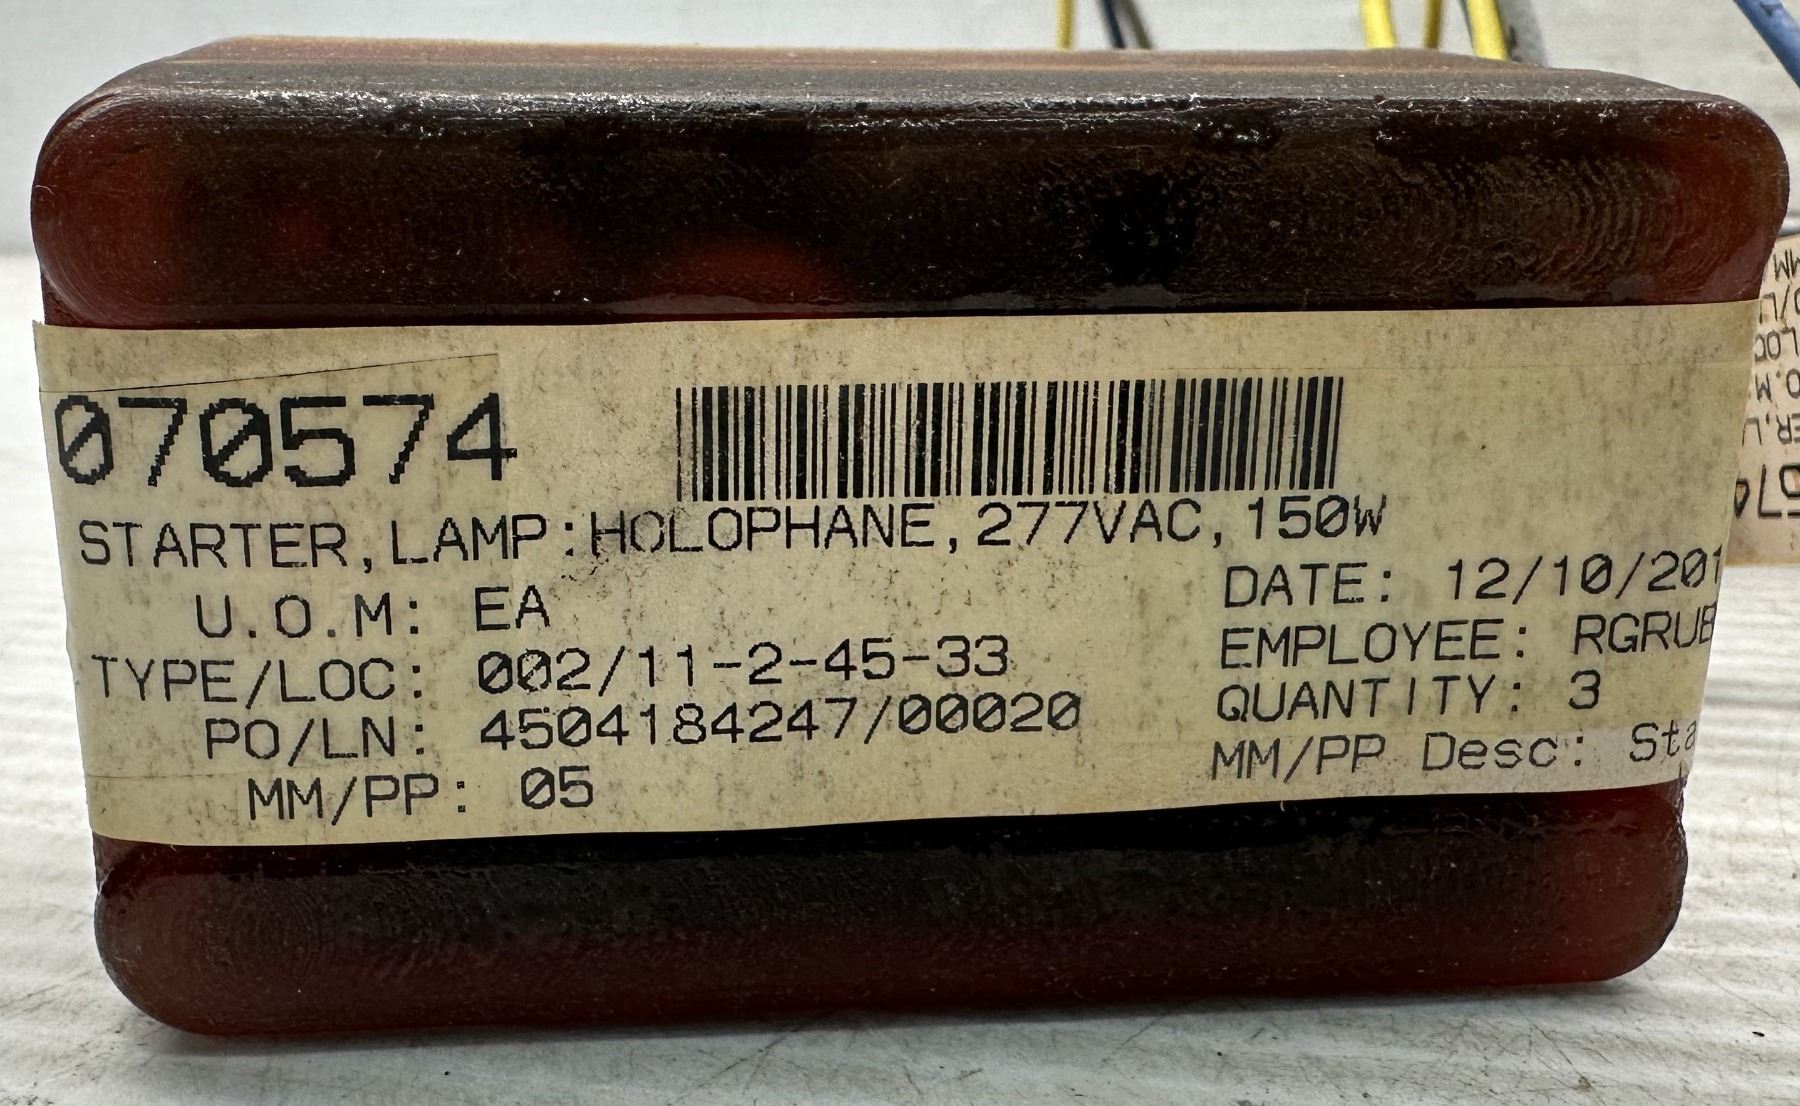 070574
STARTER,LAMP:HOLOPHANE,277VAC,150W
U.O.M: EA
DATE: 12/10/201
TYPE/LOC: 002/11-2-45-33
EMPLOYEE: RGRUB
PO/LN: 4504184247/00020
QUANTITY: 3
MM/PP: 05
MM/PP Desc: Sta